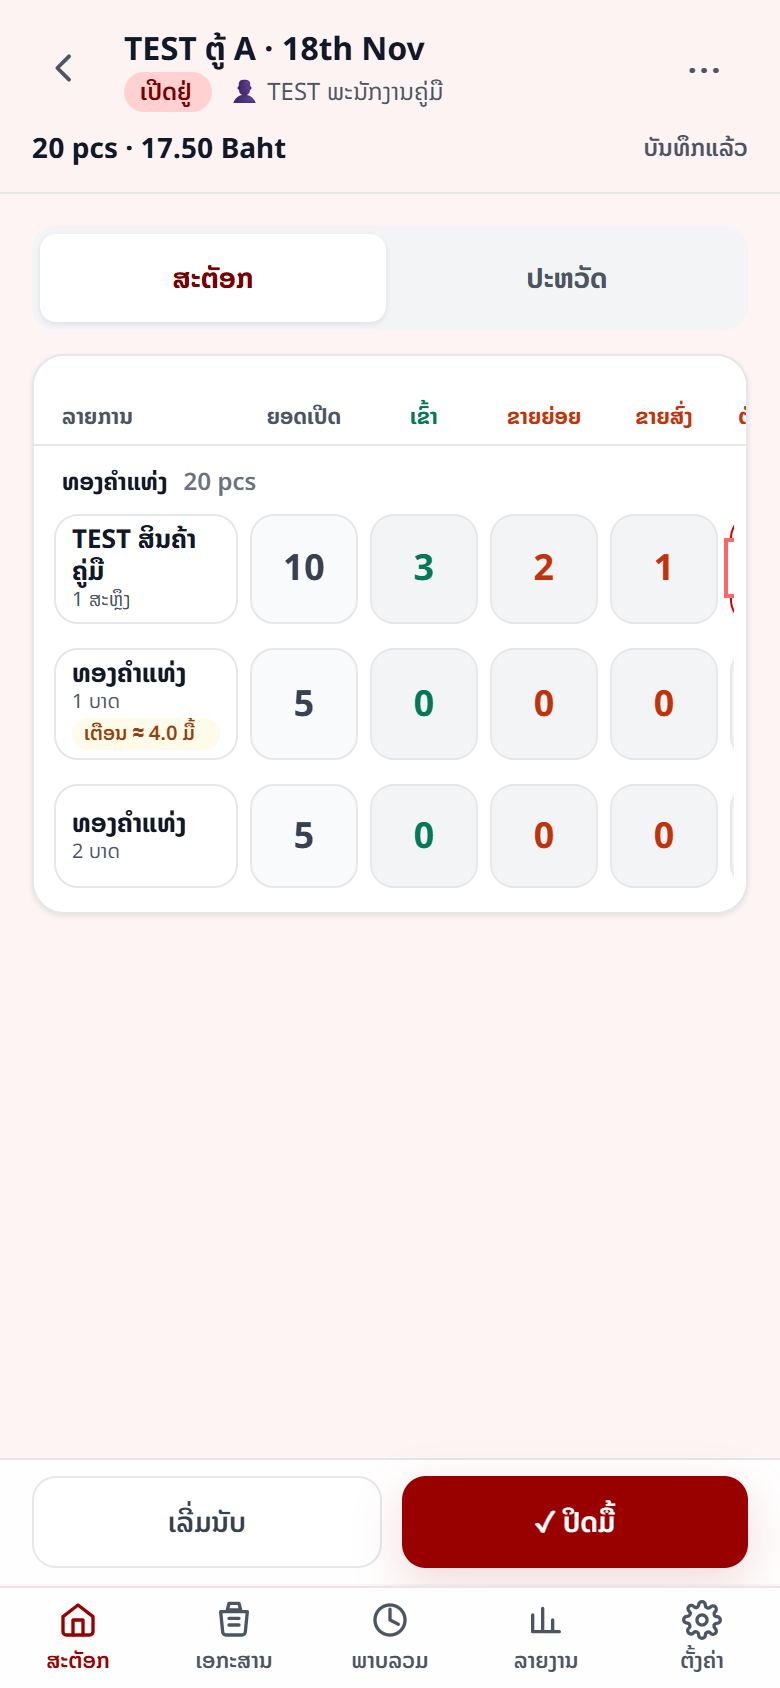 TEST ตู้ A · 18th Nov
ເປີດຢູ່ TEST ພະນັກງານຄູ່ມື
20 pcs · 17.50 Baht
ບັນທຶກແລ້ວ
ສະຕັອກ ປະຫວັດ
ລາຍການ ຍອດເປີດ ເຂົ້າ ຂາຍຍ່ອຍ ຂາຍສົ່ງ
ທອງຄຳແທ່ງ 20 pcs
TEST ສິນຄ້າ
ຄູ່ມື
1 ສະຫຼຶງ
10 3 2 1
ທອງຄຳແທ່ງ
1 ບາດ
ເຕືອນ ≈ 4.0 ມື້
5 0 0 0
ທອງຄຳແທ່ງ
2 ບາດ
5 0 0 0
ເລີ່ມນັບ ✓ ປິດມື້
ສະຕັອກ ເອກະສານ ພາບລວມ ລາຍງານ ຕັ້ງຄ່າ